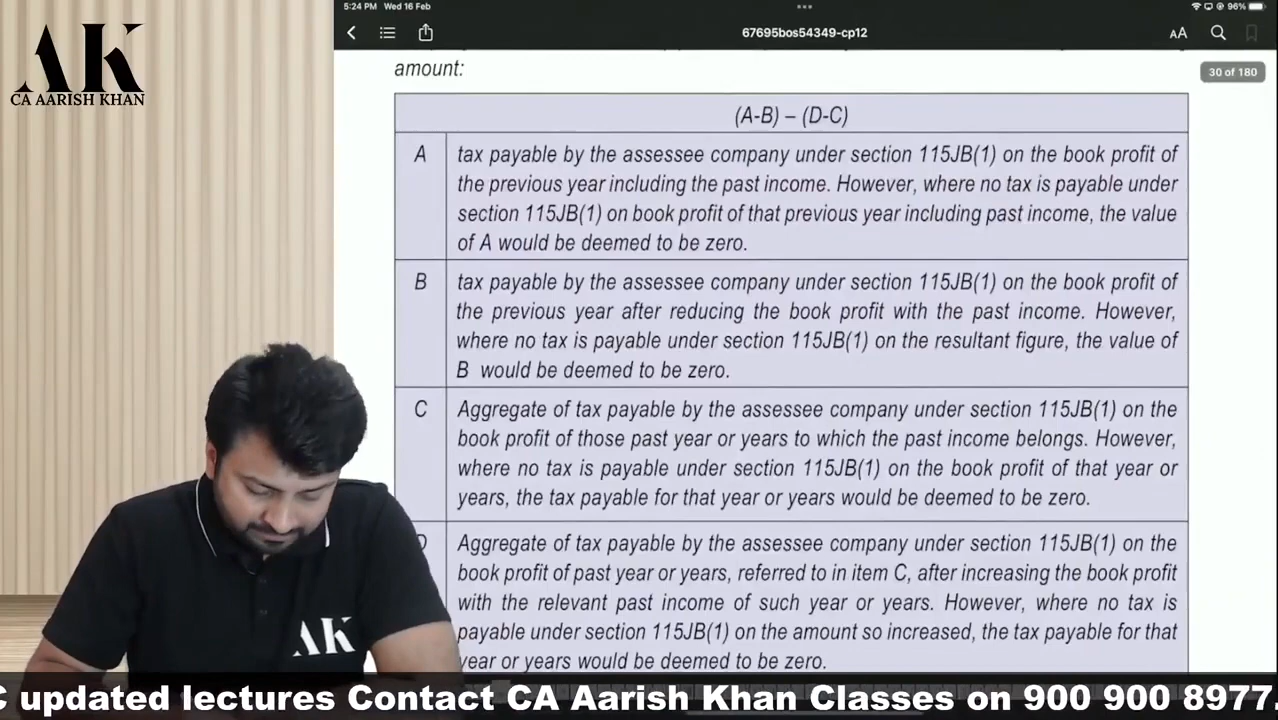 5:24 PM Wed 16 Feb
96%
67695bos54349-cp12
AA
30 of 180
AK
CA AARISH KHAN
amount:
(A-B) – (D-C)
A
tax payable by the assessee company under section 115JB(1) on the book profit of
the previous year including the past income. However, where no tax is payable under
section 115JB(1) on book profit of that previous year including past income, the value
of A would be deemed to be zero.
B
tax payable by the assessee company under section 115JB(1) on the book profit of
the previous year after reducing the book profit with the past income. However,
where no tax is payable under section 115JB(1) on the resultant figure, the value of
B would be deemed to be zero.
C
Aggregate of tax payable by the assessee company under section 115JB(1) on the
book profit of those past year or years to which the past income belongs. However,
where no tax is payable under section 115JB(1) on the book profit of that year or
years, the tax payable for that year or years would be deemed to be zero.
D
Aggregate of tax payable by the assessee company under section 115JB(1) on the
book profit of past year or years, referred to in item C, after increasing the book profit
with the relevant past income of such year or years. However, where no tax is
payable under section 115JB(1) on the amount so increased, the tax payable for that
year or years would be deemed to be zero.
AK
C updated lectures Contact CA Aarish Khan Classes on 900 900 8977.